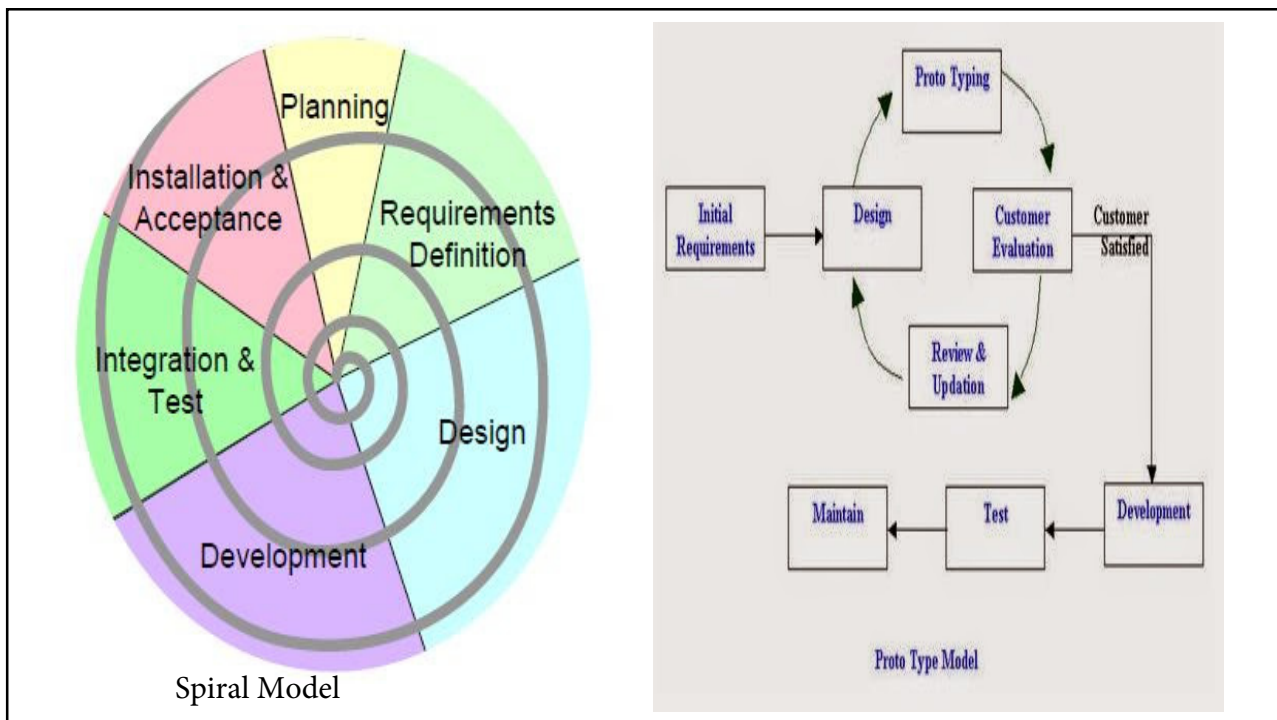 Planning
Installation &
Acceptance
Requirements
Definition
Integration &
Test
Design
Development
Spiral Model
Proto Typing
Initial
Requirements
Design
Customer
Evaluation
Customer
Satisfied
Review &
Updation
Maintain
Test
Development
Proto Type Model